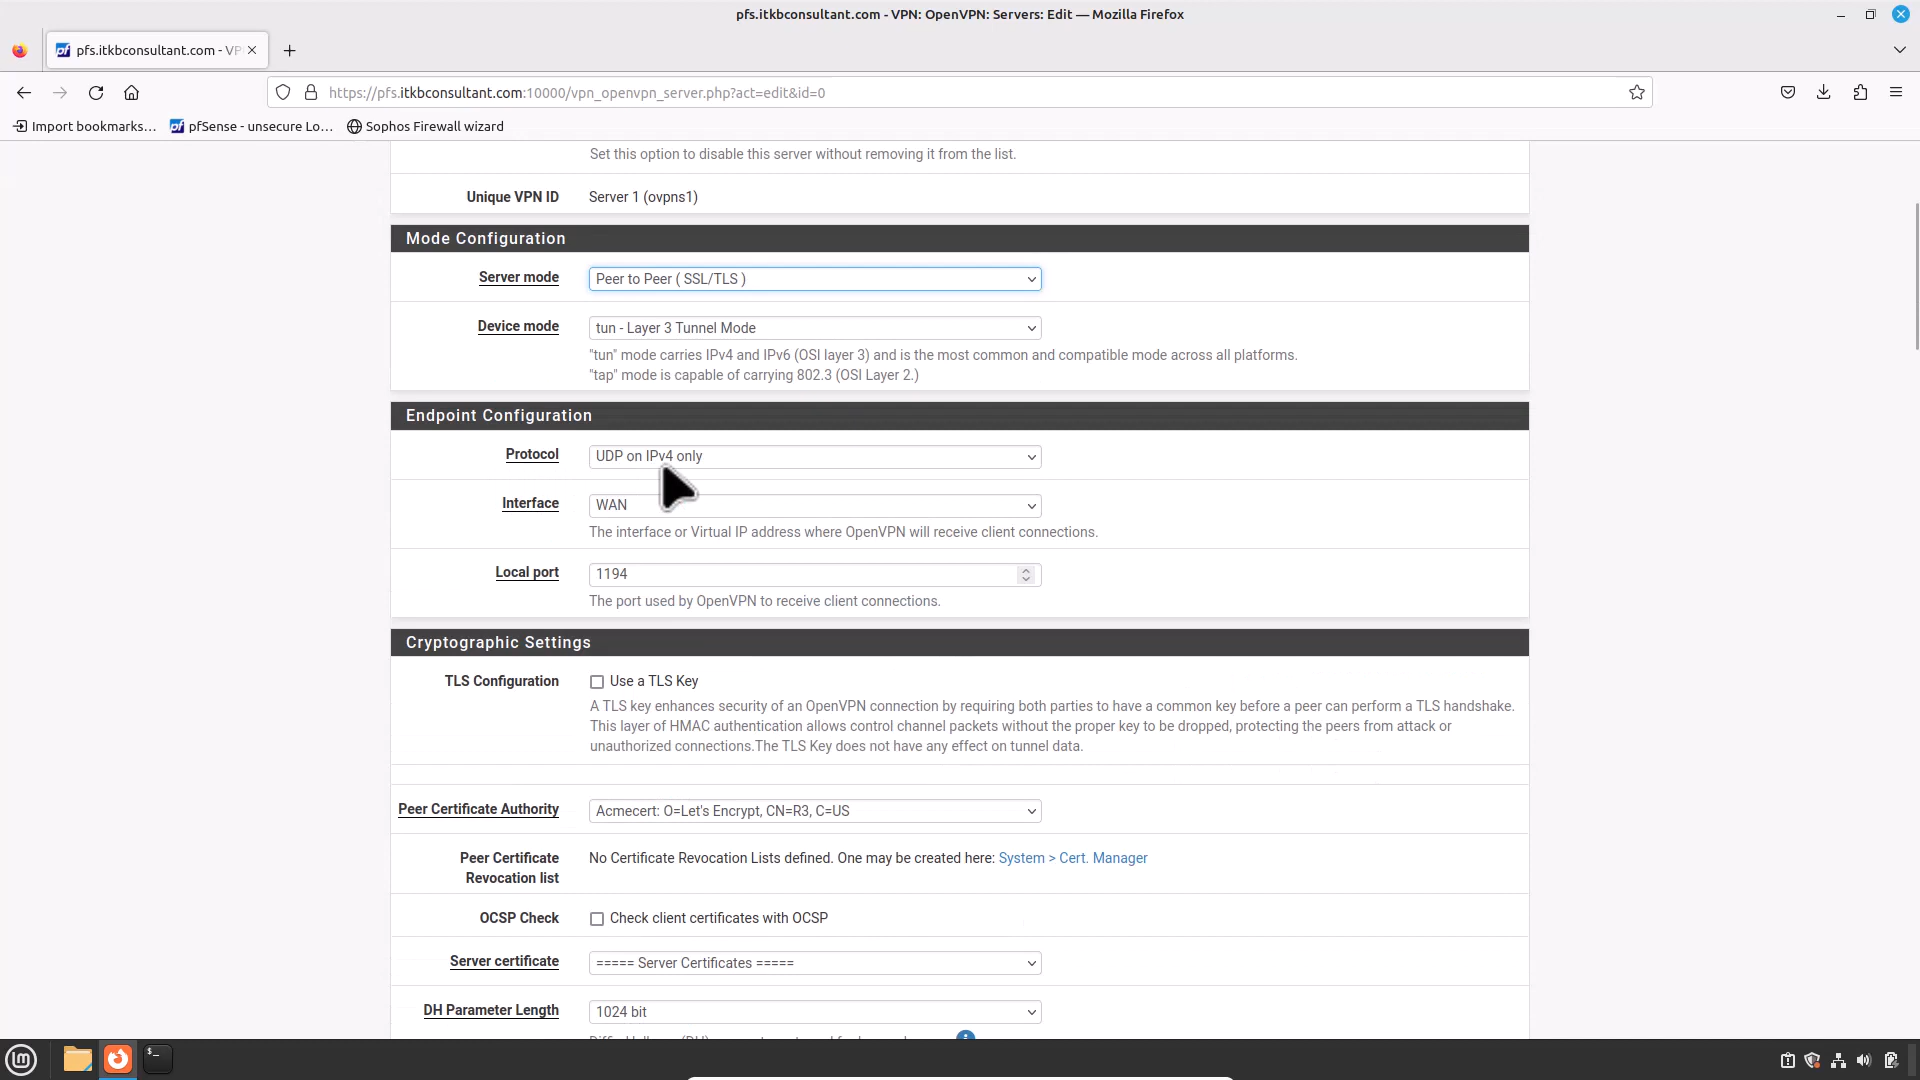 pfs.itkbconsultant.com - VPN: OpenVPN: Servers: Edit — Mozilla Firefox
pfs.itkbconsultant.com - VP
https://pfs.itkbconsultant.com:10000/vpn_openvpn_server.php?act=edit&id=0
Import bookmarks…
pfSense - unsecure Lo…
Sophos Firewall wizard
Set this option to disable this server without removing it from the list.
Unique VPN ID
Server 1 (ovpns1)
Mode Configuration
Server mode
Peer to Peer ( SSL/TLS )
Device mode
tun - Layer 3 Tunnel Mode
"tun" mode carries IPv4 and IPv6 (OSI layer 3) and is the most common and compatible mode across all platforms.
"tap" mode is capable of carrying 802.3 (OSI Layer 2.)
Endpoint Configuration
Protocol
UDP on IPv4 only
Interface
WAN
The interface or Virtual IP address where OpenVPN will receive client connections.
Local port
1194
The port used by OpenVPN to receive client connections.
Cryptographic Settings
TLS Configuration
Use a TLS Key
A TLS key enhances security of an OpenVPN connection by requiring both parties to have a common key before a peer can perform a TLS handshake.
This layer of HMAC authentication allows control channel packets without the proper key to be dropped, protecting the peers from attack or
unauthorized connections.The TLS Key does not have any effect on tunnel data.
Peer Certificate Authority
Acmecert: O=Let's Encrypt, CN=R3, C=US
Peer Certificate
Revocation list
No Certificate Revocation Lists defined. One may be created here: System > Cert. Manager
OCSP Check
Check client certificates with OCSP
Server certificate
===== Server Certificates =====
DH Parameter Length
1024 bit